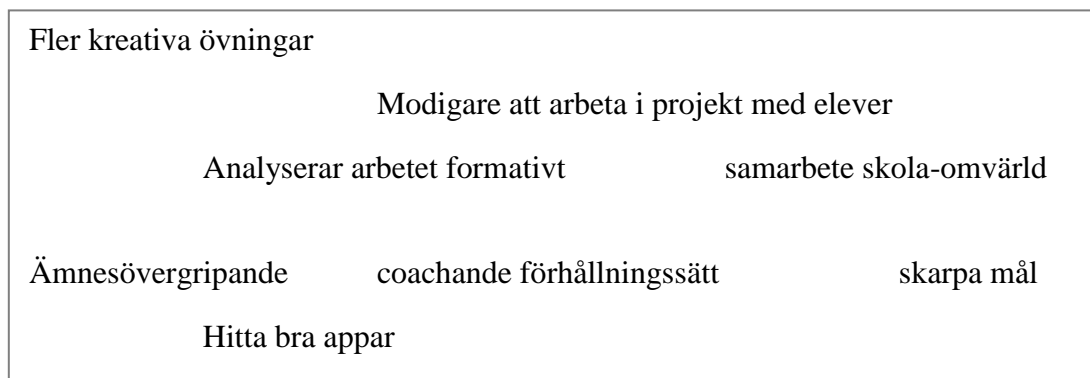 Fler kreativa övningar
Modigare att arbeta i projekt med elever
Analyserar arbetet formativt samarbete skola-omvärld
Ämnesövergripande coachande förhållningssätt skarpa mål
Hitta bra appar